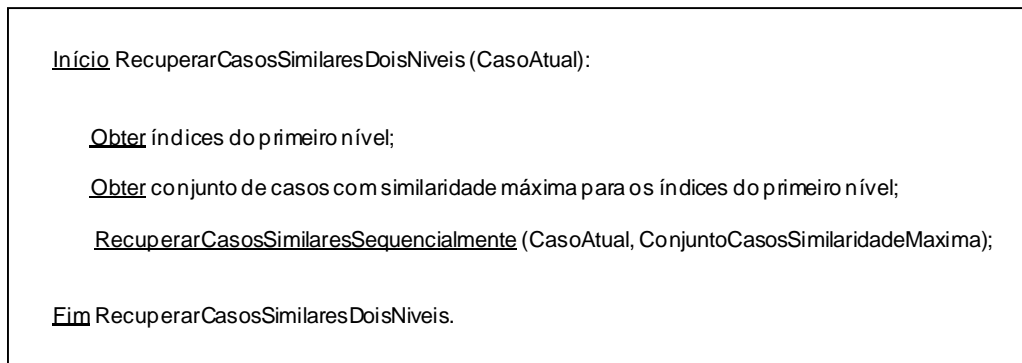 Início RecuperarCasosSimilaresDoisNiveis (CasoAtual):
Obter índices do primeiro nível;
Obter conjunto de casos com similaridade máxima para os índices do primeiro nível;
RecuperarCasosSimilaresSequencialmente (CasoAtual, ConjuntoCasosSimilaridadeMaxima);
Fim RecuperarCasosSimilaresDoisNiveis.